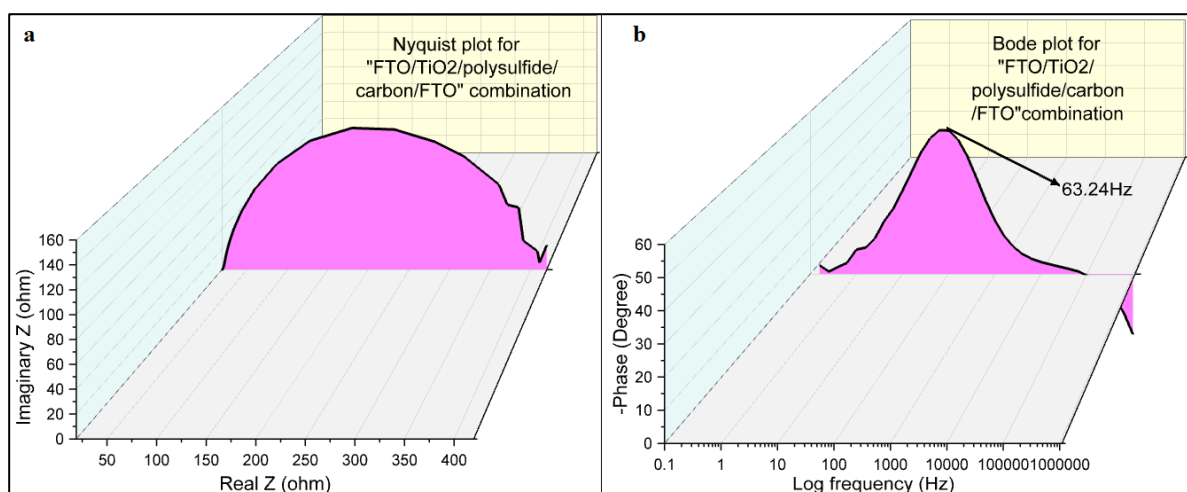 a
Nyquist plot for
"FTO/TiO2/polysulfide/
carbon/FTO" combination
160
140
120
100
80
60
40
20
0
Imaginary Z (ohm)
50 100 150 200 250 300 350 400
Real Z (ohm)
b
Bode plot for
"FTO/TiO2/
polysulfide/carbon
/FTO"combination
63.24Hz
60
50
40
30
20
10
0
-Phase (Degree)
0.1 1 10 100 1000 10000 1000001000000
Log frequency (Hz)